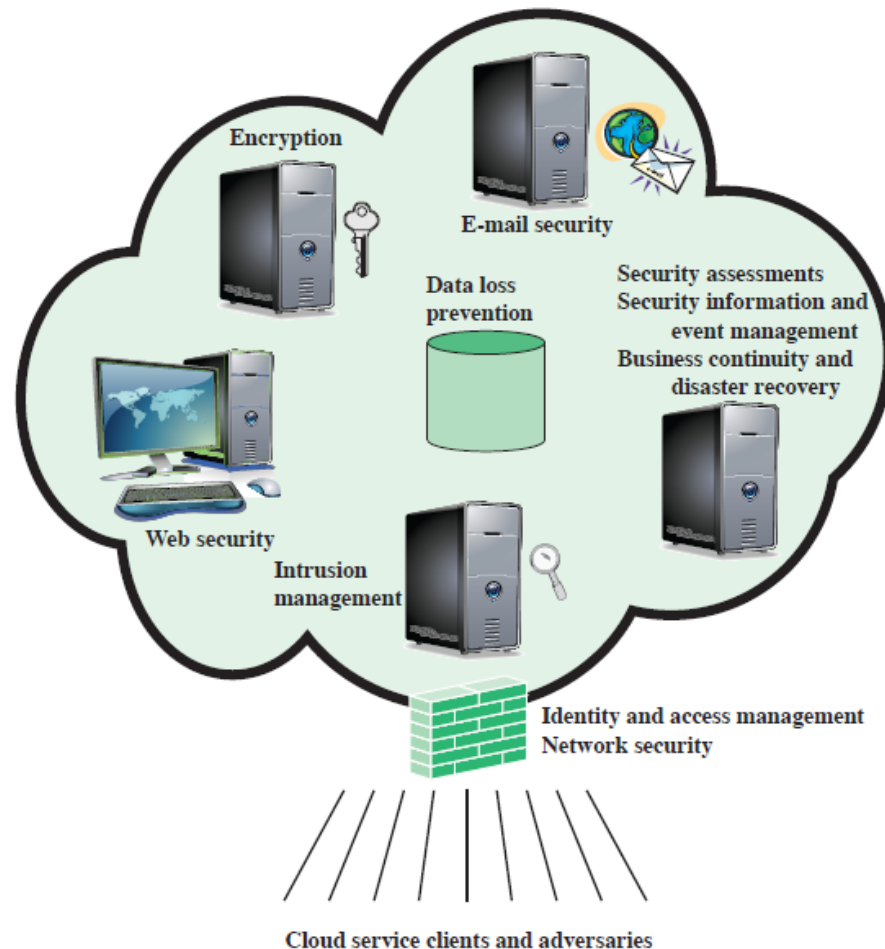 Encryption
E-mail security
Data loss
prevention
Security assessments
Security information and
event management
Business continuity and
disaster recovery
Web security
Intrusion
management
Identity and access management
Network security
Cloud service clients and adversaries